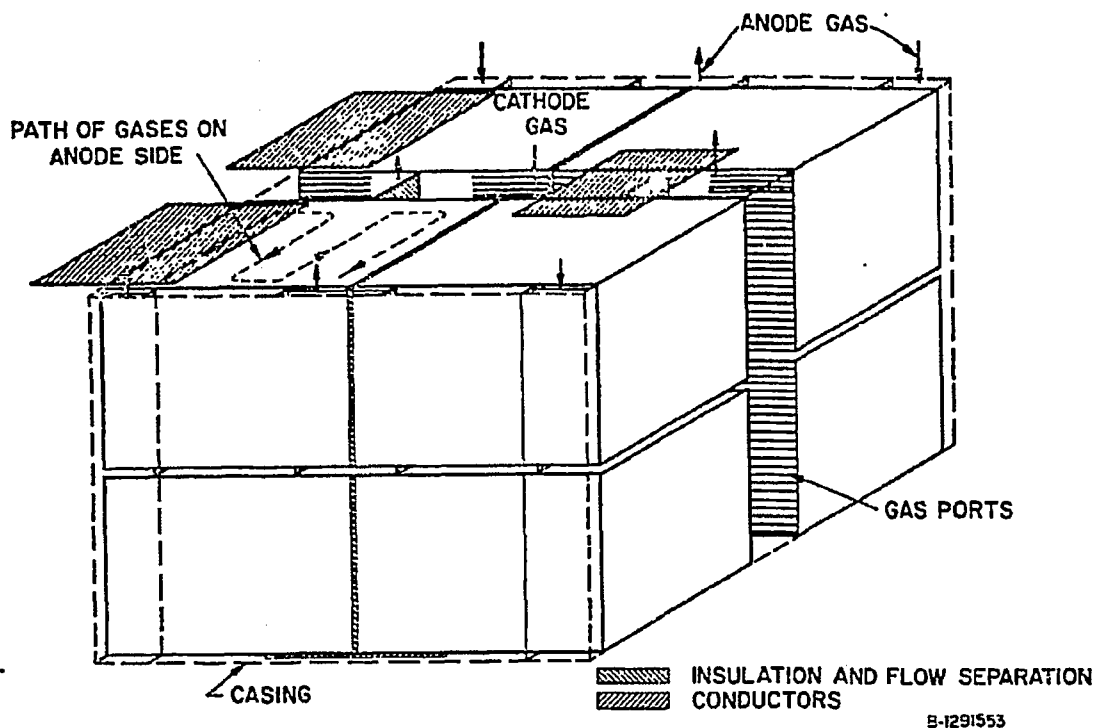 ANODE GAS
CATHODE
GAS
PATH OF GASES ON
ANODE SIDE
GAS PORTS
CASING
INSULATION AND FLOW SEPARATION
CONDUCTORS
B-1291553